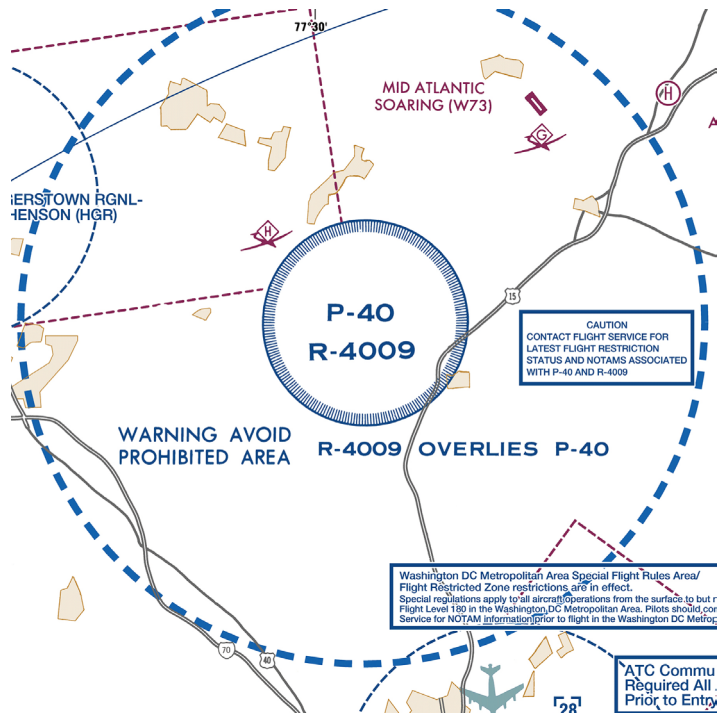 77°30'
MID ATLANTIC
SOARING (W73)
H
G
GERSTOWN RGNL-
HENSON (HGR)
H
P-40
R-4009
15
CAUTION
CONTACT FLIGHT SERVICE FOR
LATEST FLIGHT RESTRICTION
STATUS AND NOTAMS ASSOCIATED
WITH P-40 AND R-4009
WARNING AVOID
PROHIBITED AREA
R-4009 OVERLIES P-40
Washington DC Metropolitan Area Special Flight Rules Area/
Flight Restricted Zone restrictions are in effect.
Special regulations apply to all aircraft operations from the surface to but
Flight Level 180 in the Washington DC Metropolitan Area. Pilots should
Service for NOTAM information prior to flight in the Washington DC
70
40
28
ATC Commu
Required All
Prior to Entry